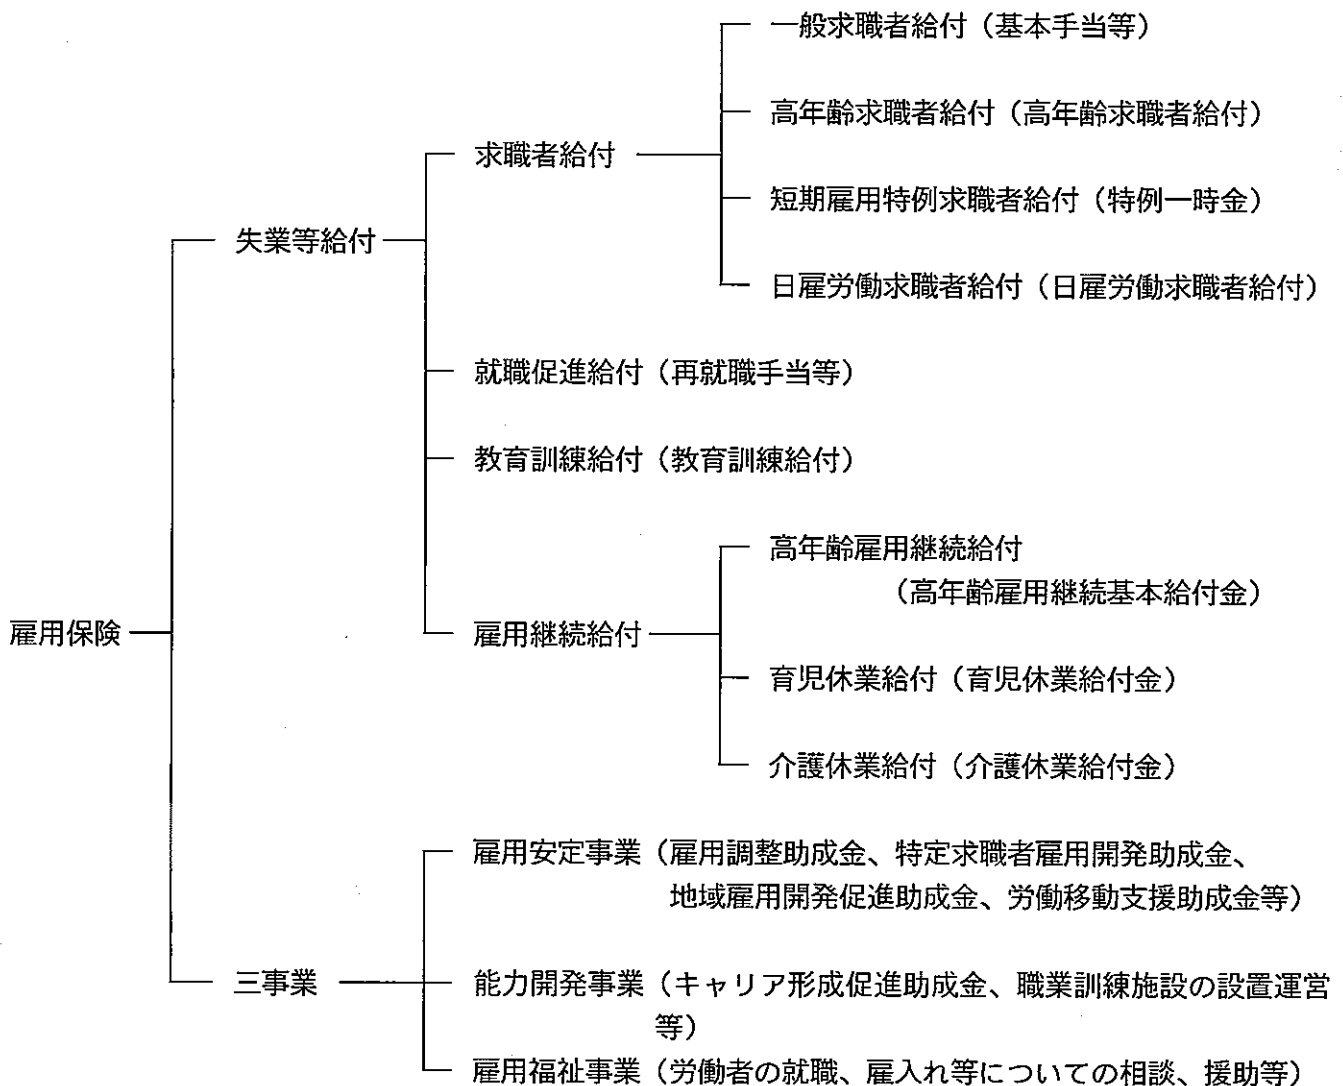 一般求職者給付（基本手当等）
高年齢求職者給付（高年齢求職者給付）
求職者給付
短期雇用特例求職者給付（特例一時金）
失業等給付
日雇労働求職者給付（日雇労働求職者給付）
就職促進給付（再就職手当等）
教育訓練給付（教育訓練給付）
高年齢雇用継続給付
（高年齢雇用継続基本給付金）
雇用保険
雇用継続給付
育児休業給付（育児休業給付金）
介護休業給付（介護休業給付金）
雇用安定事業（雇用調整助成金、特定求職者雇用開発助成金、
地域雇用開発促進助成金、労働移動支援助成金等）
三事業
能力開発事業（キャリア形成促進助成金、職業訓練施設の設置運営
等）
雇用福祉事業（労働者の就職、雇入れ等についての相談、援助等）